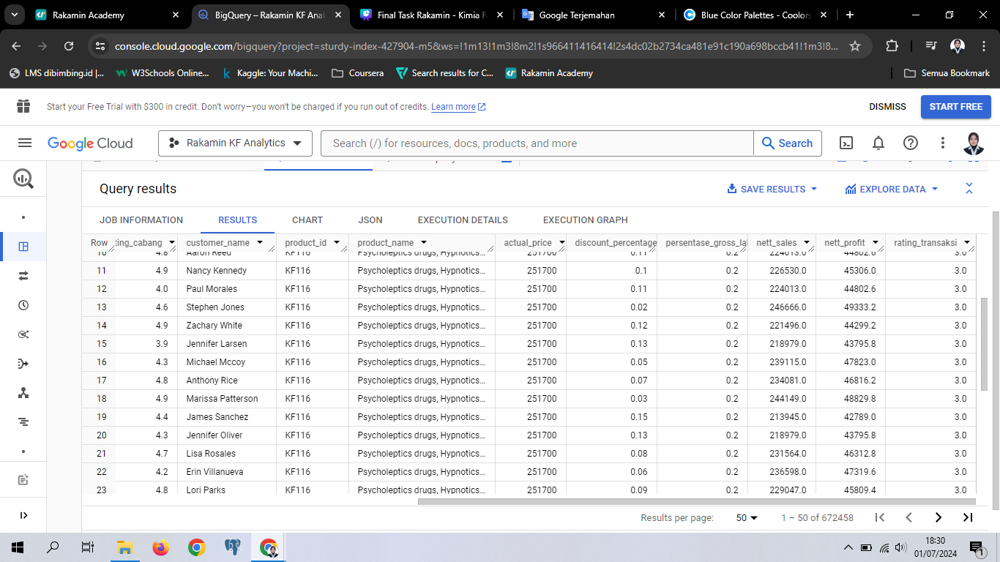 Rakamin Academy
BigQuery – Rakamin KF Anal
Final Task Rakamin - Kimia F
Google Terjemahan
Blue Color Palettes - Coolors
console.cloud.google.com/bigquery?project=sturdy-index-427904-m5&ws=!1m13!1m3!8m2!1s966411416414!2s4dc02b2734ca481e91c190a698bccb41!1m3!8...
LMS dibimbing.id |...
W3Schools Online...
Kaggle: Your Machi...
Coursera
Search results for C...
Rakamin Academy
Semua Bookmark
Start your Free Trial with $300 in credit. Don't worry—you won't be charged if you run out of credits. Learn more
DISMISS
START FREE
Google Cloud
Rakamin KF Analytics
Search (/) for resources, docs, products, and more
Search
Query results
SAVE RESULTS
EXPLORE DATA
JOB INFORMATION RESULTS CHART JSON EXECUTION DETAILS EXECUTION GRAPH
Row ting_cabang customer_name product_id product_name actual_price discount_percentage persentase_gross_la nett_sales nett_profit rating_transaksi
10 4.8 Aaron Reed KF116 Psycholeptics drugs, Hypnotics... 251700 0.11 0.2 224013.0 44802.6 3.0
11 4.9 Nancy Kennedy KF116 Psycholeptics drugs, Hypnotics... 251700 0.1 0.2 226530.0 45306.0 3.0
12 4.0 Paul Morales KF116 Psycholeptics drugs, Hypnotics... 251700 0.11 0.2 224013.0 44802.6 3.0
13 4.6 Stephen Jones KF116 Psycholeptics drugs, Hypnotics... 251700 0.02 0.2 246666.0 49333.2 3.0
14 4.9 Zachary White KF116 Psycholeptics drugs, Hypnotics... 251700 0.12 0.2 221496.0 44299.2 3.0
15 3.9 Jennifer Larsen KF116 Psycholeptics drugs, Hypnotics... 251700 0.13 0.2 218979.0 43795.8 3.0
16 4.3 Michael Mccoy KF116 Psycholeptics drugs, Hypnotics... 251700 0.05 0.2 239115.0 47823.0 3.0
17 4.8 Anthony Rice KF116 Psycholeptics drugs, Hypnotics... 251700 0.07 0.2 234081.0 46816.2 3.0
18 4.9 Marissa Patterson KF116 Psycholeptics drugs, Hypnotics... 251700 0.03 0.2 244149.0 48829.8 3.0
19 4.4 James Sanchez KF116 Psycholeptics drugs, Hypnotics... 251700 0.15 0.2 213945.0 42789.0 3.0
20 4.3 Jennifer Oliver KF116 Psycholeptics drugs, Hypnotics... 251700 0.13 0.2 218979.0 43795.8 3.0
21 4.7 Lisa Rosales KF116 Psycholeptics drugs, Hypnotics... 251700 0.08 0.2 231564.0 46312.8 3.0
22 4.2 Erin Villanueva KF116 Psycholeptics drugs, Hypnotics... 251700 0.06 0.2 236598.0 47319.6 3.0
23 4.8 Lori Parks KF116 Psycholeptics drugs, Hypnotics... 251700 0.09 0.2 229047.0 45809.4 3.0
Results per page: 50 1 – 50 of 672458
18:30
01/07/2024
1